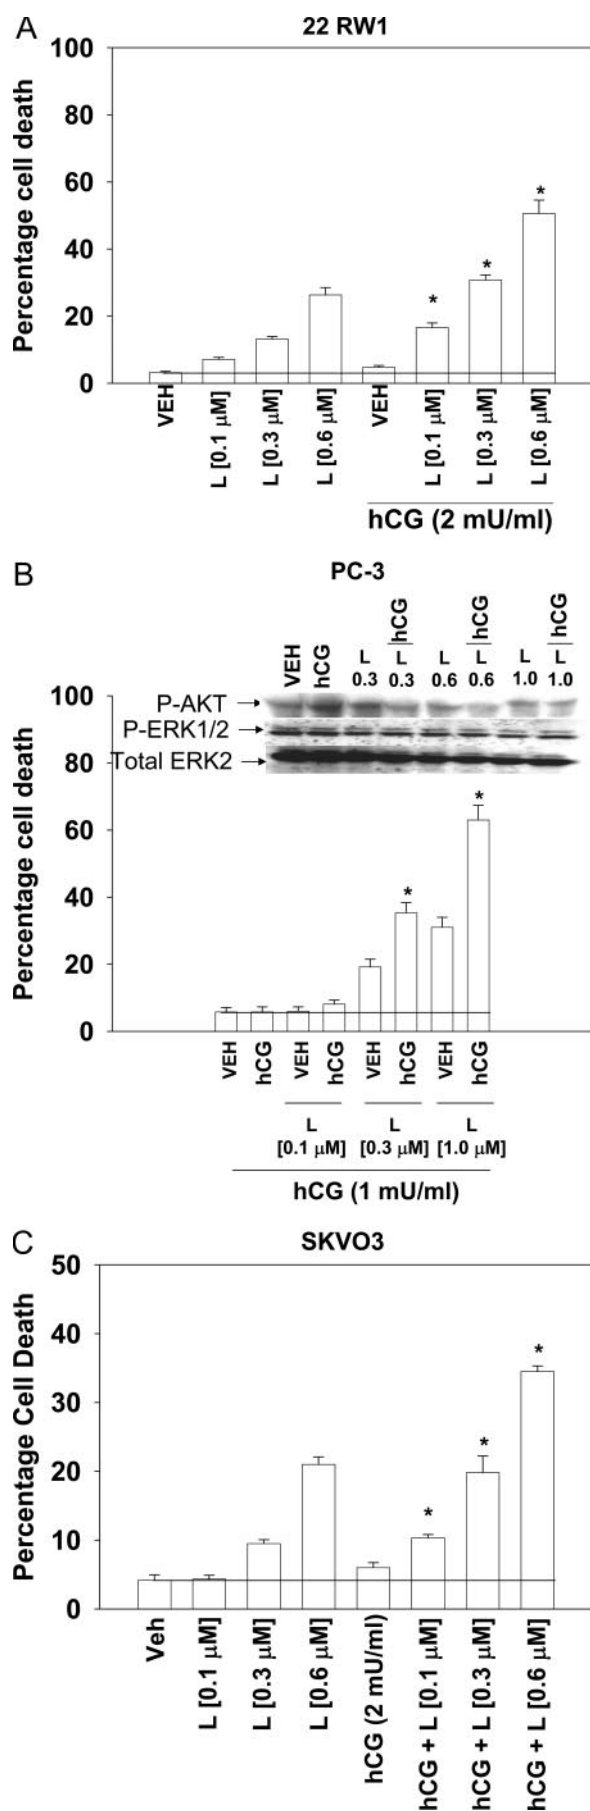 A
22 RW1
Percentage cell death
100
80
60
40
20
0
* * *
VEH
L [0.1 μM]
L [0.3 μM]
L [0.6 μM]
VEH
L [0.1 μM]
L [0.3 μM]
L [0.6 μM]
hCG (2 mU/ml)
B
PC-3
VEH
hCG
L
0.3
hCG
L
0.3
L
0.6
hCG
L
0.6
L
1.0
hCG
L
1.0
P-AKT
P-ERK1/2
Total ERK2
Percentage cell death
100
80
60
40
20
0
* *
VEH
hCG
VEH
hCG
VEH
hCG
VEH
hCG
L
[0.1 μM]
L
[0.3 μM]
L
[1.0 μM]
hCG (1 mU/ml)
C
SKVO3
Percentage Cell Death
50
40
30
20
10
0
* * *
Veh
L [0.1 μM]
L [0.3 μM]
L [0.6 μM]
hCG (2 mU/ml)
hCG + L [0.1 μM]
hCG + L [0.3 μM]
hCG + L [0.6 μM]